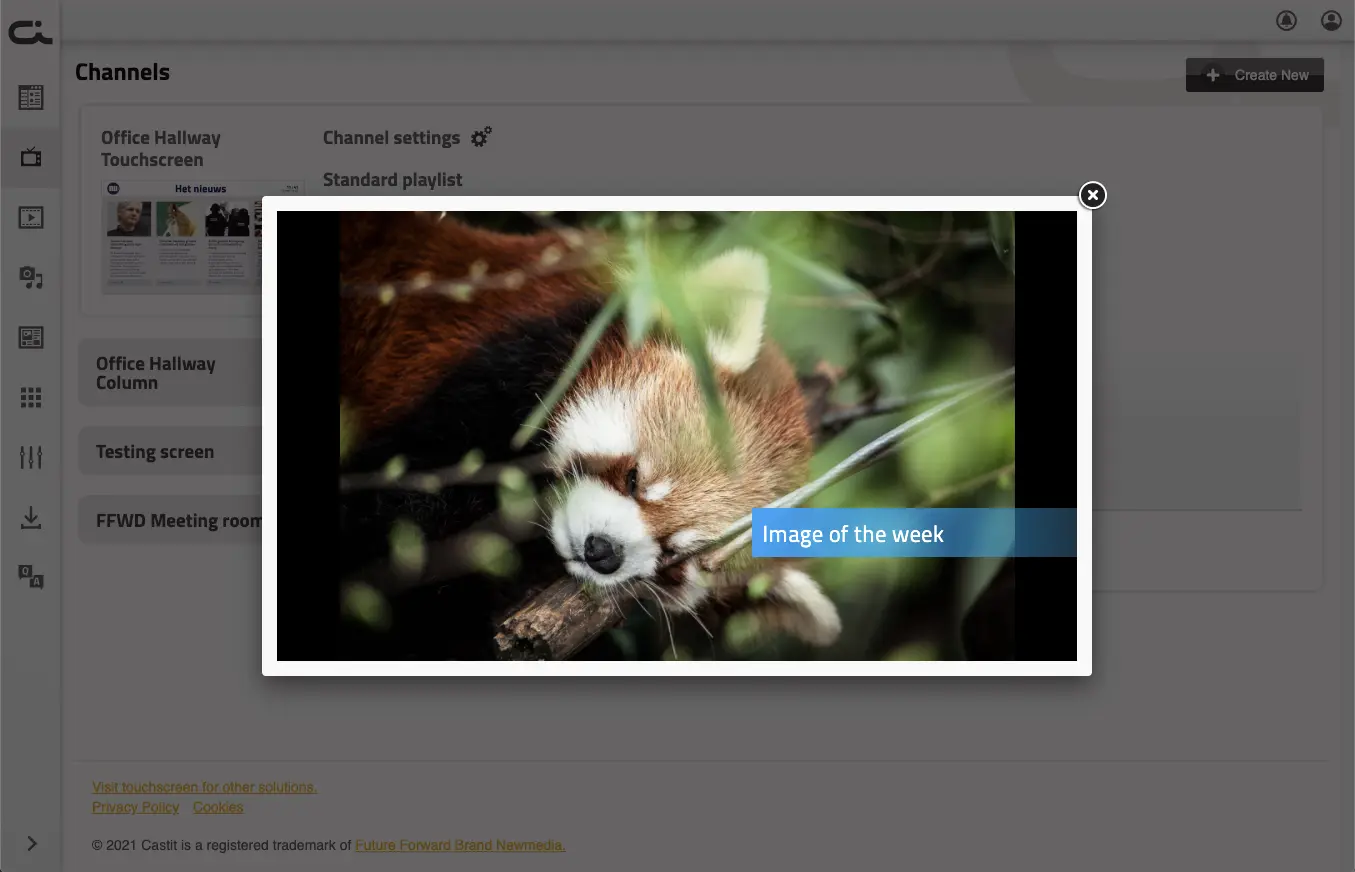 Channels
Create New
Office Hallway
Touchscreen
Channel settings
Standard playlist
Het nieuws
Office Hallway
Column
Testing screen
FFWD Meeting room
Image of the week
Q
A
Visit touchscreen for other solutions.
Privacy Policy Cookies
© 2021 Castit is a registered trademark of Future Forward Brand Newmedia.